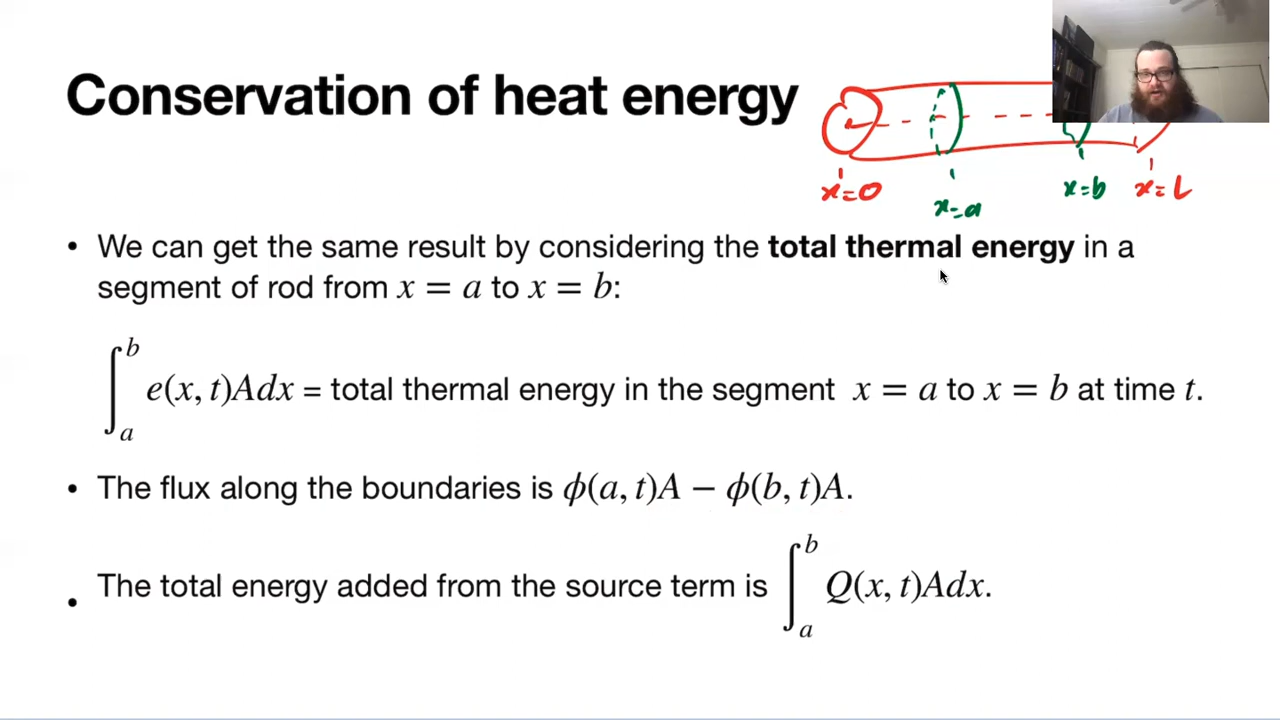 Conservation of heat energy
x=0
x=a
x=b
x=L
• We can get the same result by considering the total thermal energy in a
segment of rod from x = a to x = b:
∫_a^b e(x, t)Adx = total thermal energy in the segment x = a to x = b at time t.
• The flux along the boundaries is ϕ(a, t)A − ϕ(b, t)A.
• The total energy added from the source term is ∫_a^b Q(x, t)Adx.